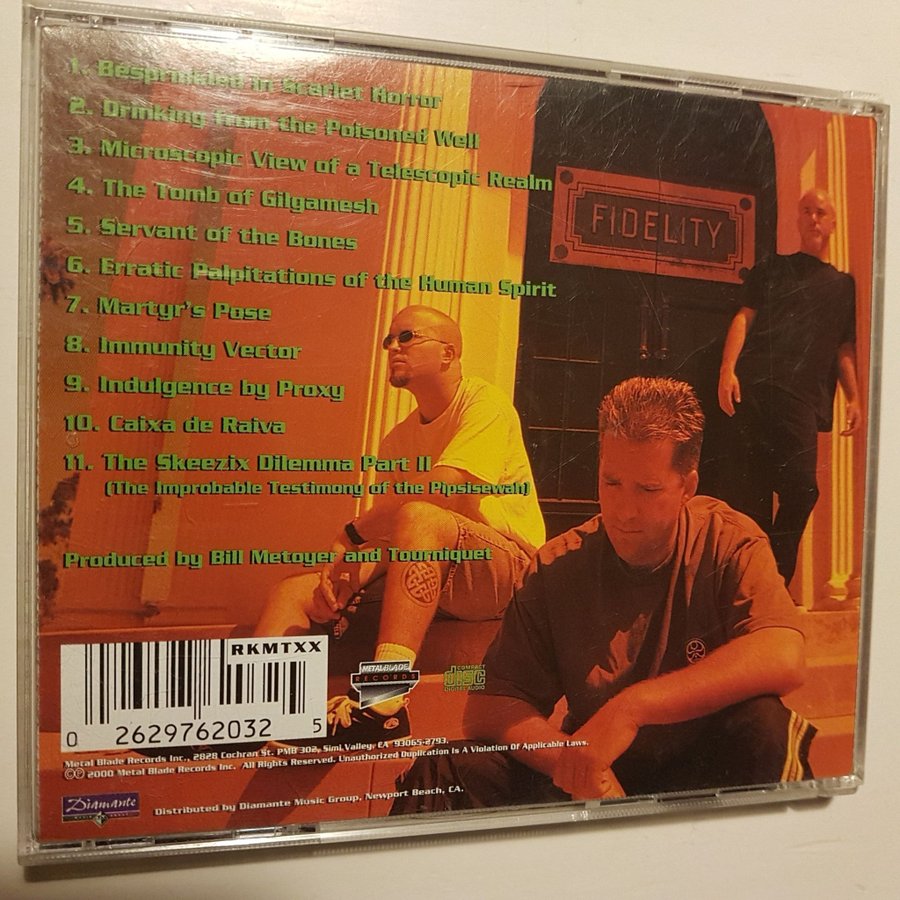 1. Besprinkled in Scarlet Horror
2. Drinking from the Poisoned Well
3. Microscopic View of a Telescopic Realm
4. The Tomb of Gilgamesh
5. Servant of the Bones
6. Erratic Palpitations of the Human Spirit
7. Martyr's Pose
8. Immunity Vector
9. Indulgence by Proxy
10. Caixa de Raiva
11. The Skeezix Dilemma Part II
(The Improbable Testimony of the Pipsisewah)
FIDELITY
Produced by Bill Metoyer and Tourniquet
RKMTXX
0 2629762032 5
METAL BLADE
RECORDS
COMPACT
disc
DIGITAL AUDIO
Metal Blade Records Inc., 2828 Cochran St. PMB 302, Simi Valley, CA 93065-2793.
©℗ 2000 Metal Blade Records Inc. All Rights Reserved. Unauthorized Duplication Is A Violation Of Applicable Laws.
Diamante
Distributed by Diamante Music Group, Newport Beach, CA.